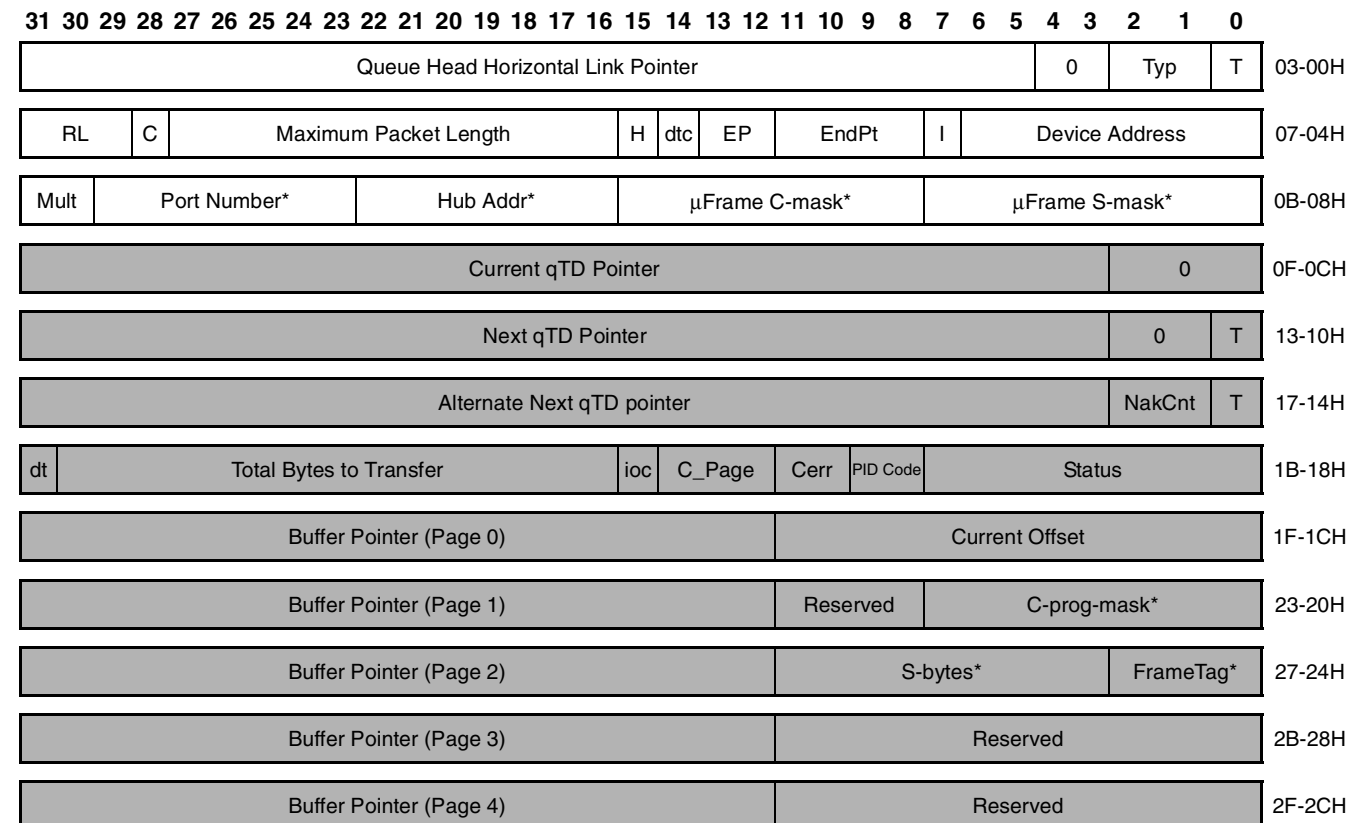 31 30 29 28 27 26 25 24 23 22 21 20 19 18 17 16 15 14 13 12 11 10 9 8 7 6 5 4 3 2 1 0
Queue Head Horizontal Link Pointer 0 Typ T 03-00H
RL C Maximum Packet Length H dtc EP EndPt I Device Address 07-04H
Mult Port Number* Hub Addr* µFrame C-mask* µFrame S-mask* 0B-08H
Current qTD Pointer 0 0F-0CH
Next qTD Pointer 0 T 13-10H
Alternate Next qTD pointer NakCnt T 17-14H
dt Total Bytes to Transfer ioc C_Page Cerr PID Code Status 1B-18H
Buffer Pointer (Page 0) Current Offset 1F-1CH
Buffer Pointer (Page 1) Reserved C-prog-mask* 23-20H
Buffer Pointer (Page 2) S-bytes* FrameTag* 27-24H
Buffer Pointer (Page 3) Reserved 2B-28H
Buffer Pointer (Page 4) Reserved 2F-2CH